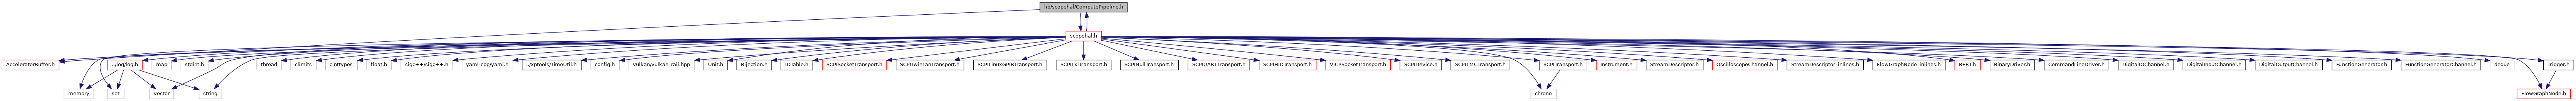 lib/scopehal/ComputePipeline.h
scopehal.h
AcceleratorBuffer.h
../log/log.h
map
stdint.h
thread
climits
cinttypes
float.h
sigc++/sigc++.h
yaml-cpp/yaml.h
../xptools/TimeUtil.h
config.h
vulkan/vulkan_raii.hpp
Unit.h
Bijection.h
IDTable.h
SCPISocketTransport.h
SCPITwinLanTransport.h
SCPILinuxGPIBTransport.h
SCPILxiTransport.h
SCPINullTransport.h
SCPIUARTTransport.h
SCPIHIDTransport.h
VICPSocketTransport.h
SCPIDevice.h
SCPITMCTransport.h
SCPITransport.h
Instrument.h
StreamDescriptor.h
OscilloscopeChannel.h
StreamDescriptor_inlines.h
FlowGraphNode_inlines.h
BERT.h
BinaryDriver.h
CommandLineDriver.h
DigitalIOChannel.h
DigitalInputChannel.h
DigitalOutputChannel.h
FunctionGenerator.h
FunctionGeneratorChannel.h
deque
Trigger.h
memory
set
vector
string
chrono
FlowGraphNode.h